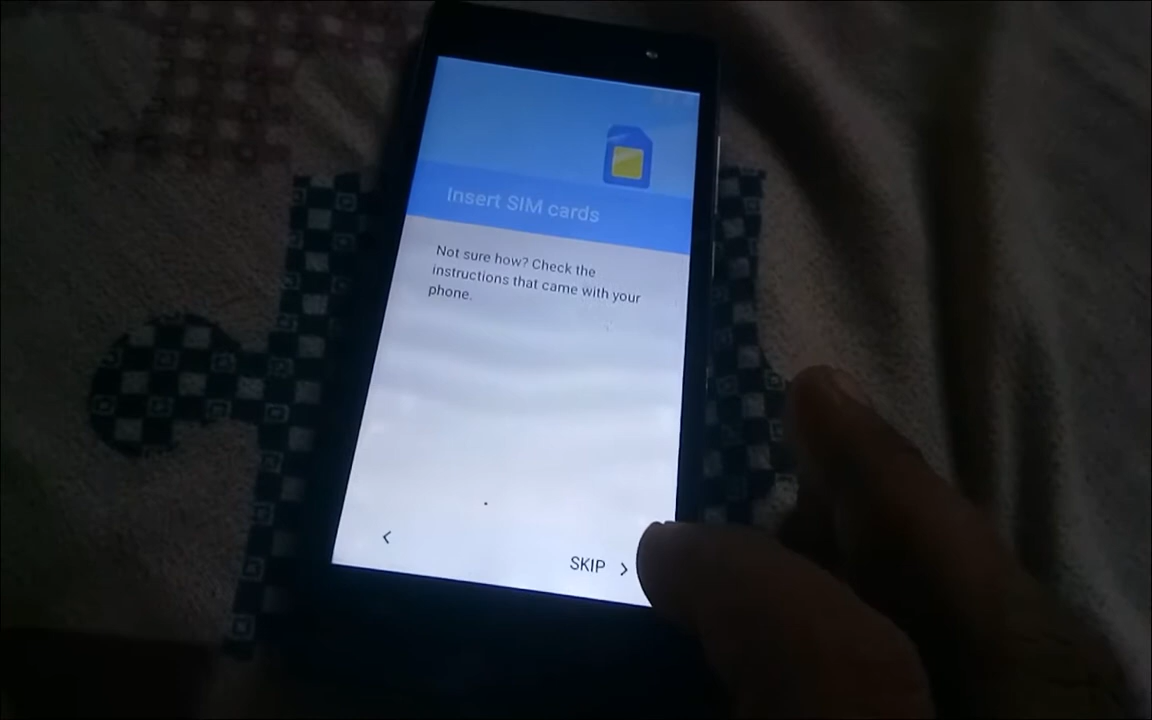 Insert SIM cards
Not sure how? Check the
instructions that came with your
phone.
SKIP